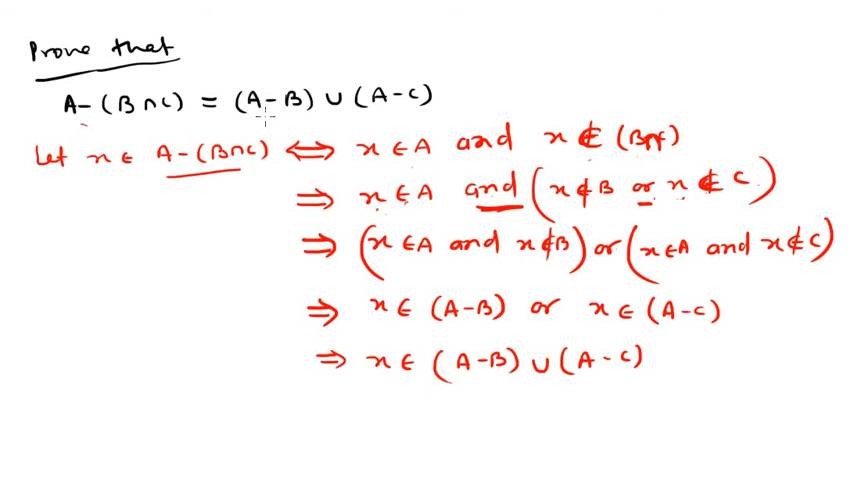 Prove that
A-(B∩C) = (A-B) ∪ (A-C)
Let x ∈ A-(B∩C) ⟺ x ∈ A and x ∉ (B∩C)
⇒ x ∈ A and (x ∉ B or x ∉ C)
⇒ (x ∈ A and x ∉ B) or (x ∈ A and x ∉ C)
⇒ x ∈ (A-B) or x ∈ (A-C)
⇒ x ∈ (A-B) ∪ (A-C)